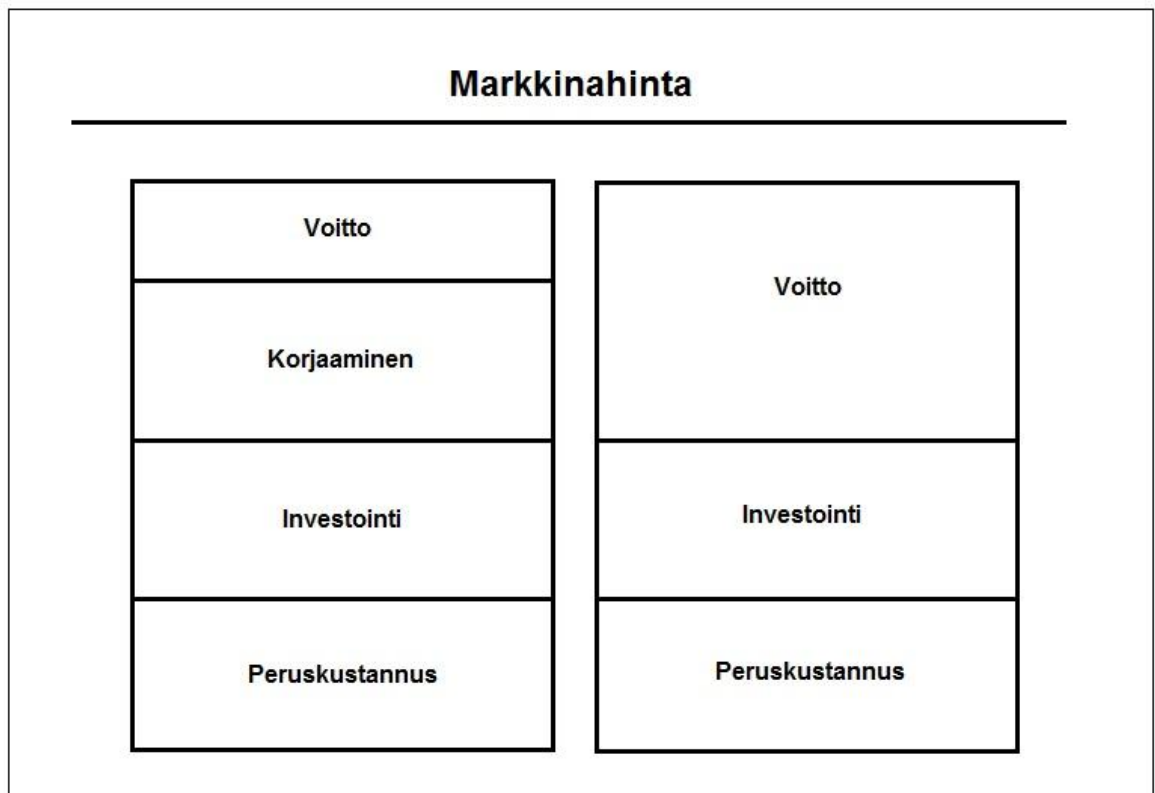 Markkinahinta
Voitto
Korjaaminen
Investointi
Peruskustannus
Voitto
Investointi
Peruskustannus